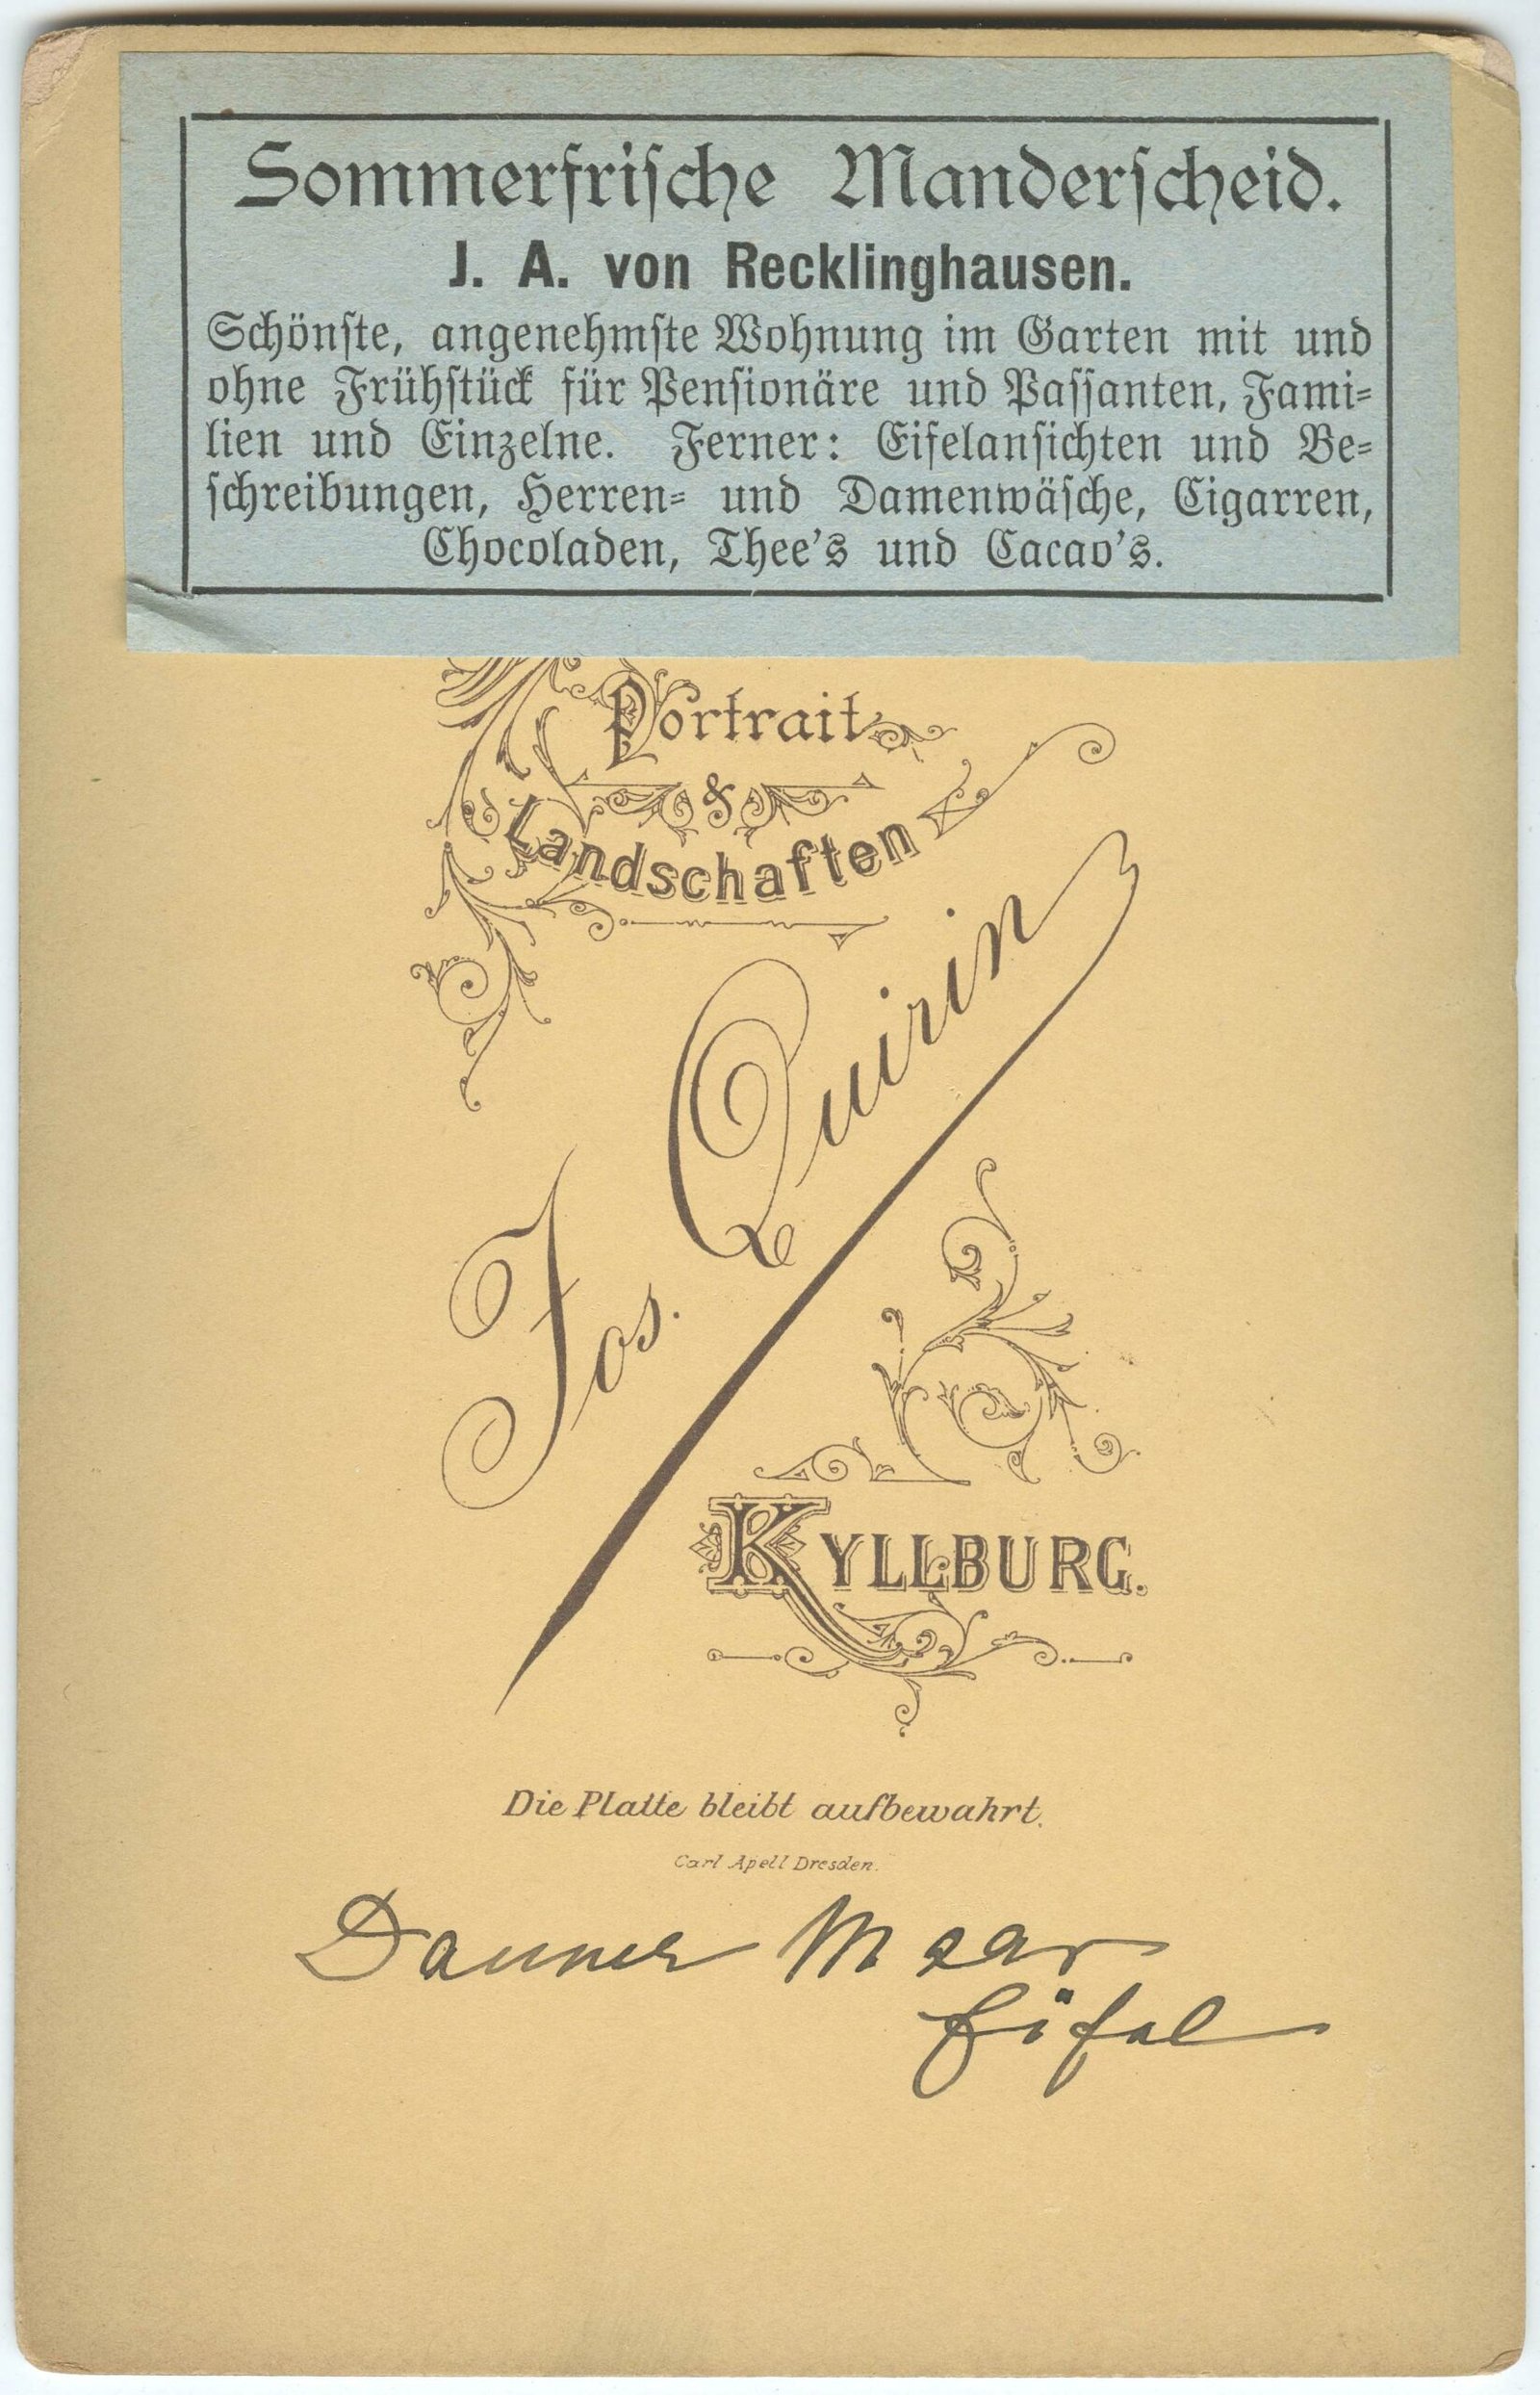 Sommerfrische Manderscheid.
J. A. von Recklinghausen.
Schönste, angenehmste Wohnung im Garten mit und
ohne Frühstück für Pensionäre und Passanten, Fami-
lien und Einzelne. Ferner: Eifelansichten und Be-
schreibungen, Herren- und Damenwäsche, Cigarren,
Chocoladen, Thee's und Cacao's.
Portrait
&
Landschaften
Jos. Quirin
KYLLBURG.
Die Platte bleibt aufbewahrt.
Carl Apell Dresden.
Dauner Maar
Eifel